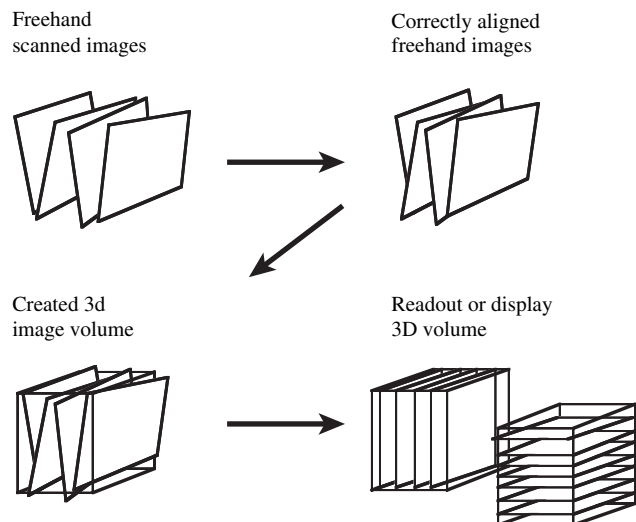 Freehand
scanned images
Correctly aligned
freehand images
Created 3d
image volume
Readout or display
3D volume